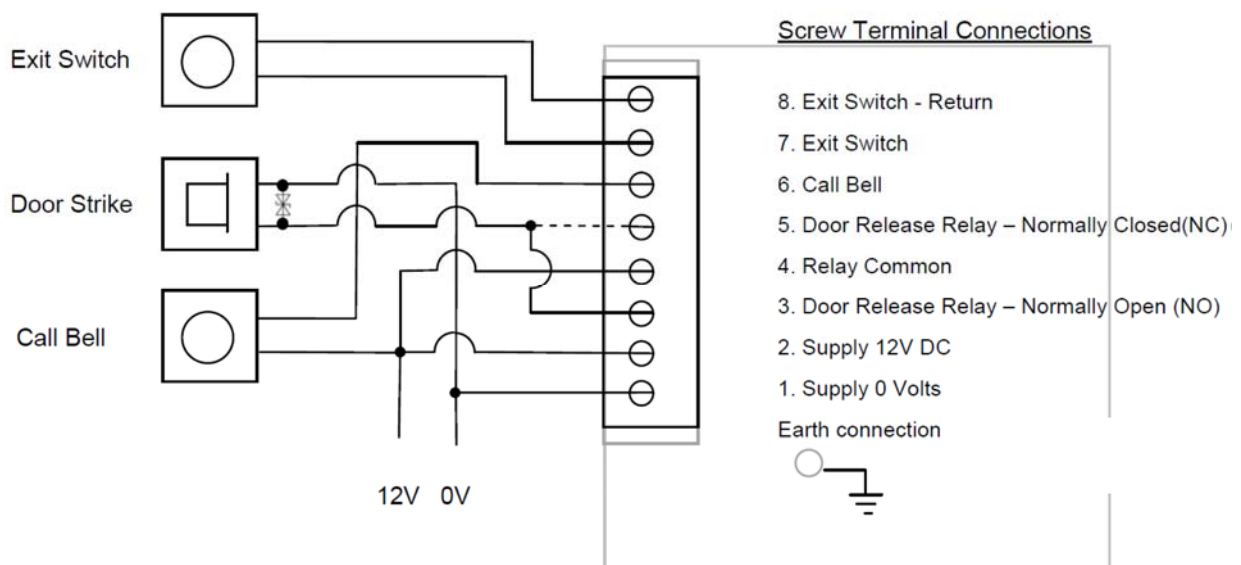 Screw Terminal Connections
Exit Switch
8. Exit Switch - Return
7. Exit Switch
6. Call Bell
Door Strike
5. Door Release Relay – Normally Closed(NC)
4. Relay Common
3. Door Release Relay – Normally Open (NO)
Call Bell
2. Supply 12V DC
1. Supply 0 Volts
Earth connection
12V 0V